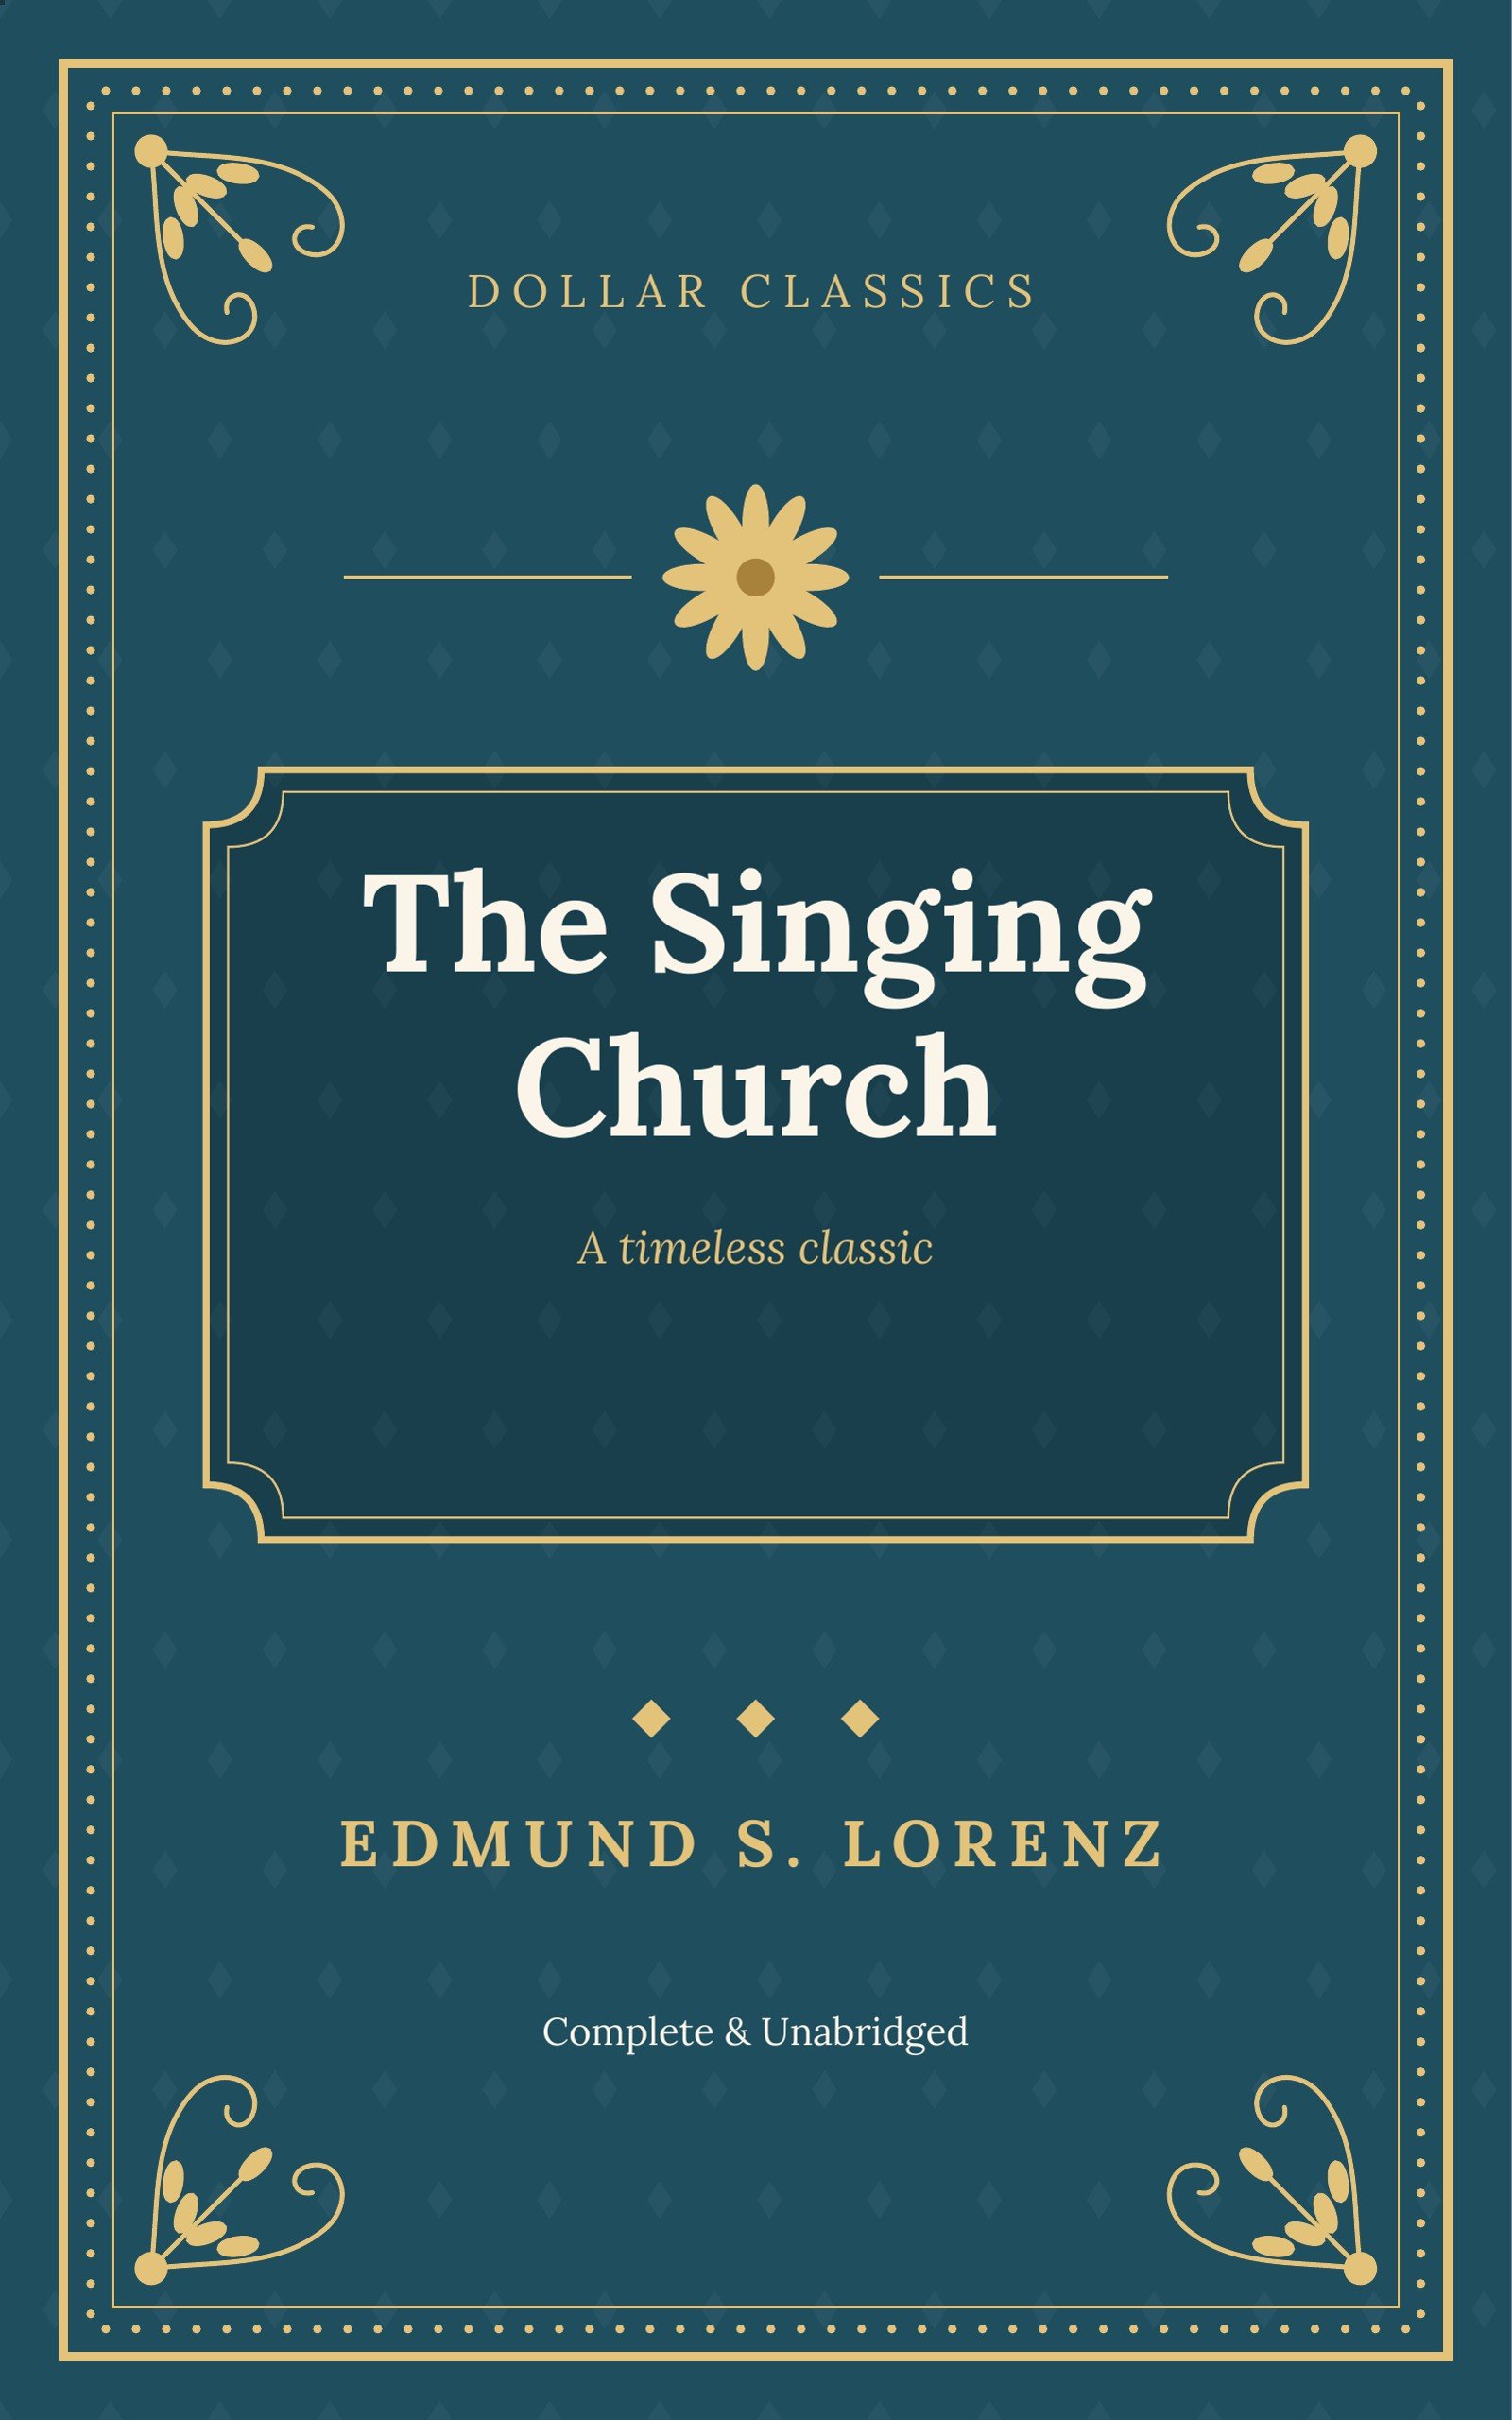 DOLLAR CLASSICS
The Singing
Church
A timeless classic
EDMUND S. LORENZ
Complete & Unabridged